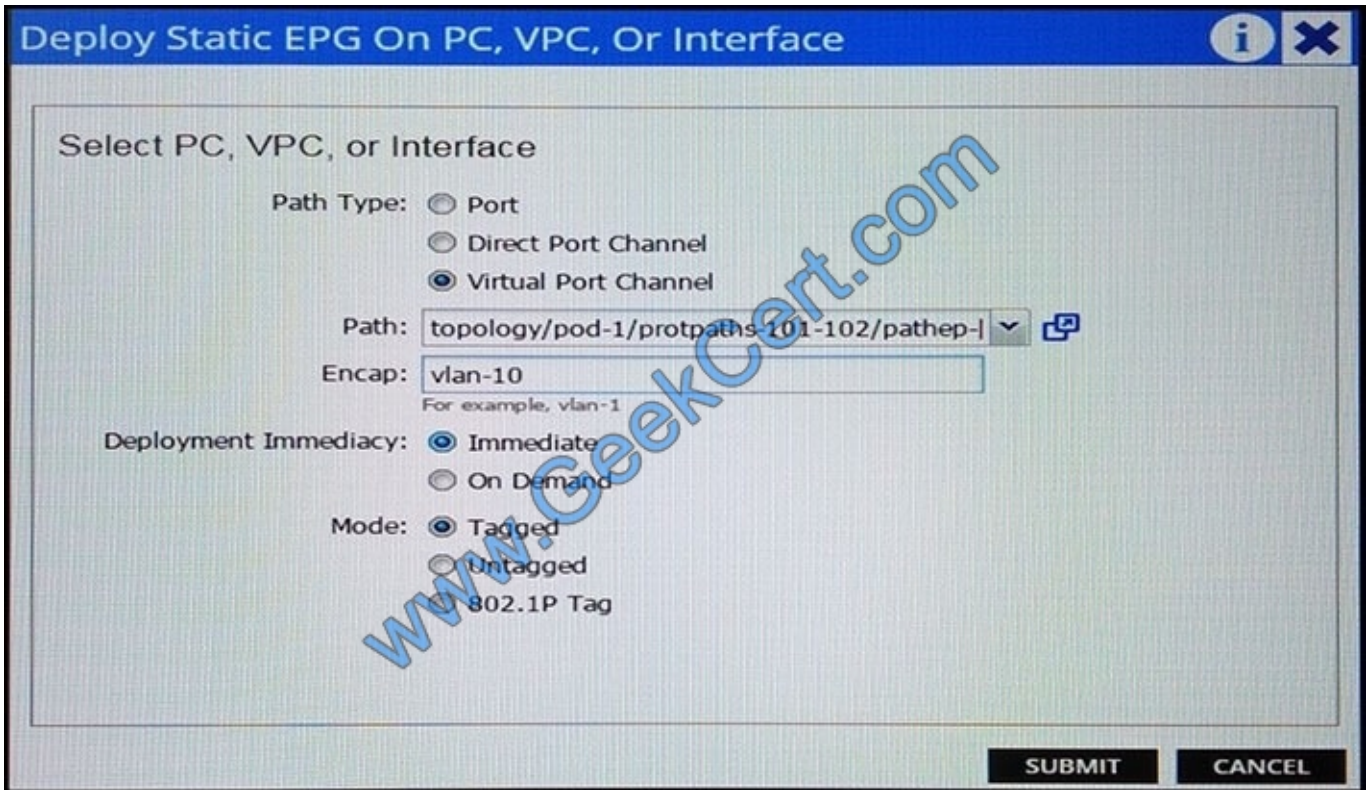 Deploy Static EPG On PC, VPC, Or Interface
i
Select PC, VPC, or Interface
Path Type:
Port
Direct Port Channel
Virtual Port Channel
Path: topology/pod-1/protpaths-101-102/pathep-
Encap: vlan-10
For example, vlan-1
Deployment Immediacy:
Immediate
On Demand
Mode:
Tagged
Untagged
802.1P Tag
SUBMIT CANCEL
www.GeekCert.com